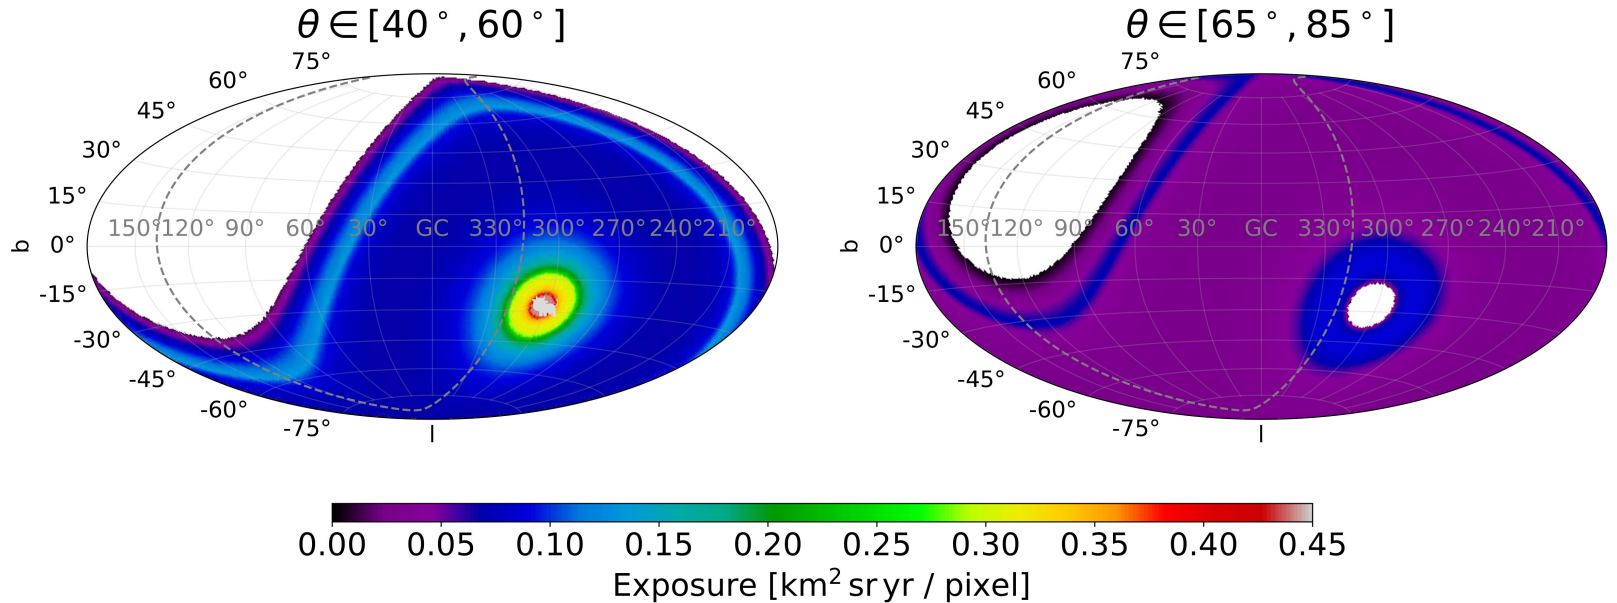 θ ∈ [40°, 60°]
75°
60°
45°
30°
15°
0°
-15°
-30°
-45°
-60°
-75°
150° 120° 90° 60° 30° GC 330° 300° 270° 240° 210°
b
l
θ ∈ [65°, 85°]
75°
60°
45°
30°
15°
0°
-15°
-30°
-45°
-60°
-75°
150° 120° 90° 60° 30° GC 330° 300° 270° 240° 210°
b
l
0.00 0.05 0.10 0.15 0.20 0.25 0.30 0.35 0.40 0.45
Exposure [km² sr yr / pixel]